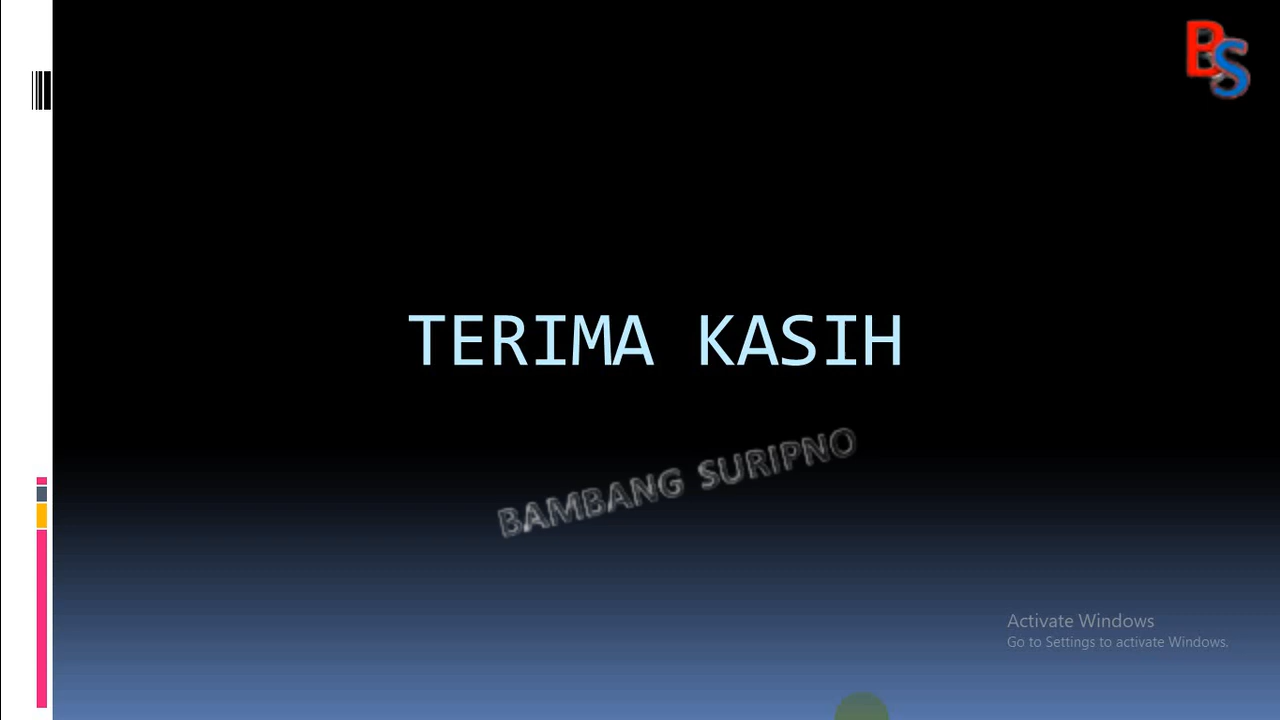 BS
TERIMA KASIH
BAMBANG SURIPNO
Activate Windows
Go to Settings to activate Windows.